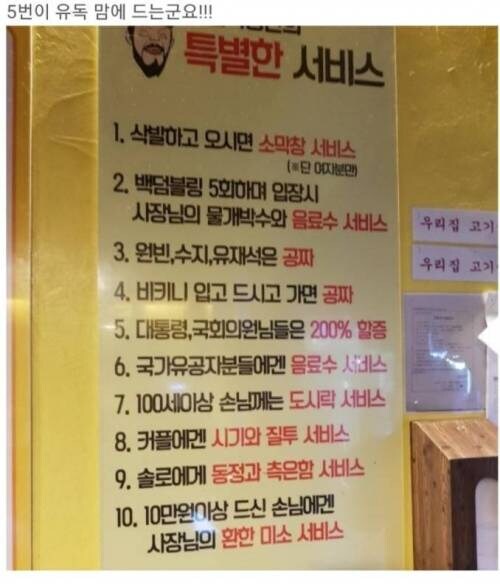 5번이 유독 맘에 드는군요!!!
특별한 서비스
1. 삭발하고 오시면 소막창 서비스
(※단 여자분만)
2. 백덤블링 5회하며 입장시
사장님의 물개박수와 음료수 서비스
3. 원빈,수지,유재석은 공짜
4. 비키니 입고 드시고 가면 공짜
5. 대통령,국회의원님들은 200% 할증
6. 국가유공자분들에겐 음료수 서비스
7. 100세이상 손님께는 도시락 서비스
8. 커플에겐 시기와 질투 서비스
9. 솔로에게 동정과 측은함 서비스
10. 10만원이상 드신 손님에겐
사장님의 환한 미소 서비스
우리집 고기
우리집 고기